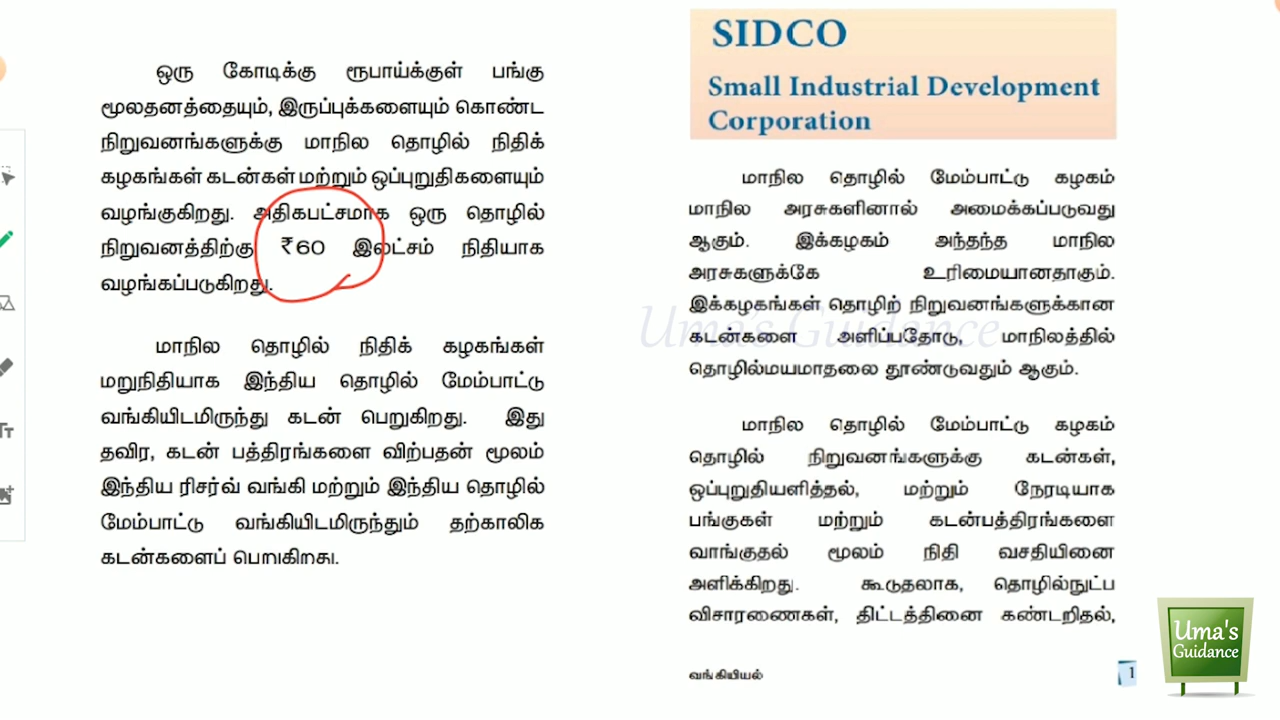 ஒரு கோடிக்கு ரூபாய்க்குள் பங்கு
மூலதனத்தையும், இருப்புக்களையும் கொண்ட
நிறுவனங்களுக்கு மாநில தொழில் நிதிக்
கழகங்கள் கடன்கள் மற்றும் ஒப்புறுதிகளையும்
வழங்குகிறது. அதிகபட்சமாக ஒரு தொழில்
நிறுவனத்திற்கு ₹60 இலட்சம் நிதியாக
வழங்கப்படுகிறது.
மாநில தொழில் நிதிக் கழகங்கள்
மறுநிதியாக இந்திய தொழில் மேம்பாட்டு
வங்கியிடமிருந்து கடன் பெறுகிறது. இது
தவிர, கடன் பத்திரங்களை விற்பதன் மூலம்
இந்திய ரிசர்வ் வங்கி மற்றும் இந்திய தொழில்
மேம்பாட்டு வங்கியிடமிருந்தும் தற்காலிக
கடன்களைப் பெறுகிறது.
SIDCO
Small Industrial Development
Corporation
மாநில தொழில் மேம்பாட்டு கழகம்
மாநில அரசுகளினால் அமைக்கப்படுவது
ஆகும். இக்கழகம் அந்தந்த மாநில
அரசுகளுக்கே உரிமையானதாகும்.
இக்கழகங்கள் தொழிற் நிறுவனங்களுக்கான
கடன்களை அளிப்பதோடு, மாநிலத்தில்
தொழில்மயமாதலை தூண்டுவதும் ஆகும்.
மாநில தொழில் மேம்பாட்டு கழகம்
தொழில் நிறுவனங்களுக்கு கடன்கள்,
ஒப்புறுதியளித்தல், மற்றும் நேரடியாக
பங்குகள் மற்றும் கடன்பத்திரங்களை
வாங்குதல் மூலம் நிதி வசதியினை
அளிக்கிறது. கூடுதலாக, தொழில்நுட்ப
விசாரணைகள், திட்டத்தினை கண்டறிதல்,
வங்கியியல்
1
Uma's Guidance
Uma's
Guidance